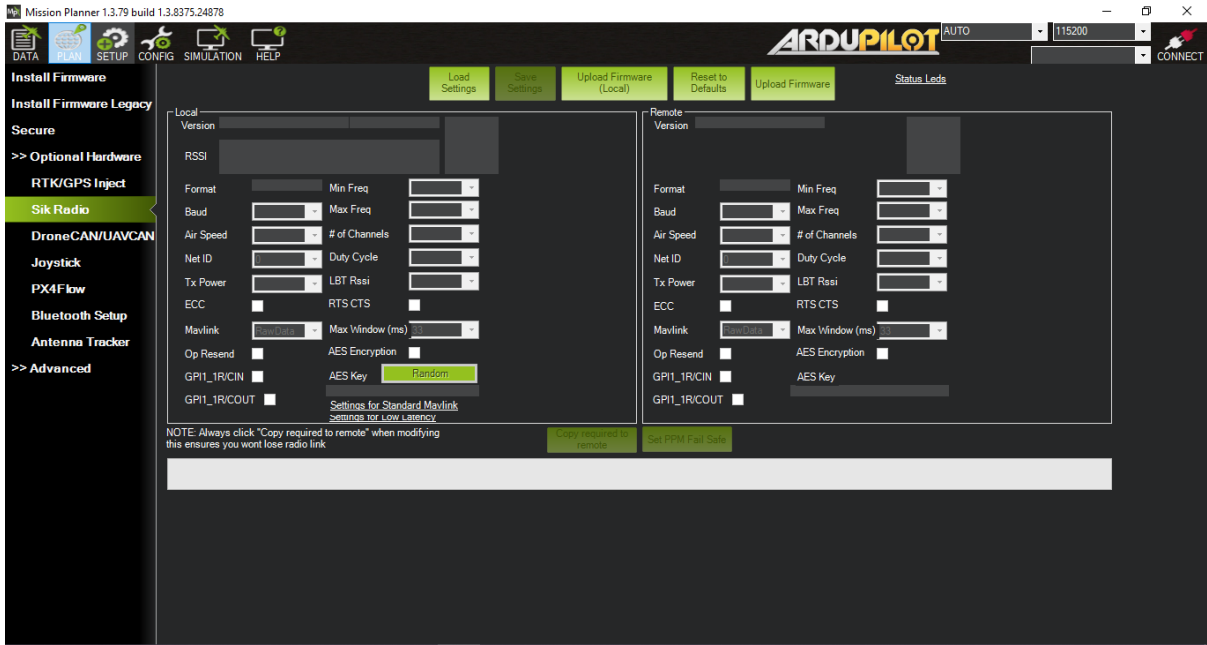 Mission Planner 1.3.79 build 1.3.8375.24878
DATA PLAN SETUP CONFIG SIMULATION HELP
ARDUPILOT
AUTO 115200
CONNECT
Install Firmware
Install Firmware Legacy
Secure
>> Optional Hardware
RTK/GPS Inject
Sik Radio
DroneCAN/UAVCAN
Joystick
PX4Flow
Bluetooth Setup
Antenna Tracker
>> Advanced
Load Settings
Save Settings
Upload Firmware (Local)
Reset to Defaults
Upload Firmware
Status Leds
Local
Version
RSSI
Format Min Freq
Baud Max Freq
Air Speed # of Channels
Net ID 0 Duty Cycle
Tx Power LBT Rssi
ECC RTS CTS
Mavlink RawData Max Window (ms) 33
Op Resend AES Encryption
GPI1_1R/CIN AES Key Random
GPI1_1R/COUT
Settings for Standard Mavlink
Settings for Low Latency
Remote
Version
Format Min Freq
Baud Max Freq
Air Speed # of Channels
Net ID 0 Duty Cycle
Tx Power LBT Rssi
ECC RTS CTS
Mavlink RawData Max Window (ms) 33
Op Resend AES Encryption
GPI1_1R/CIN AES Key
GPI1_1R/COUT
NOTE: Always click "Copy required to remote" when modifying
this ensures you wont lose radio link
Copy required to remote
Set PPM Fail Safe